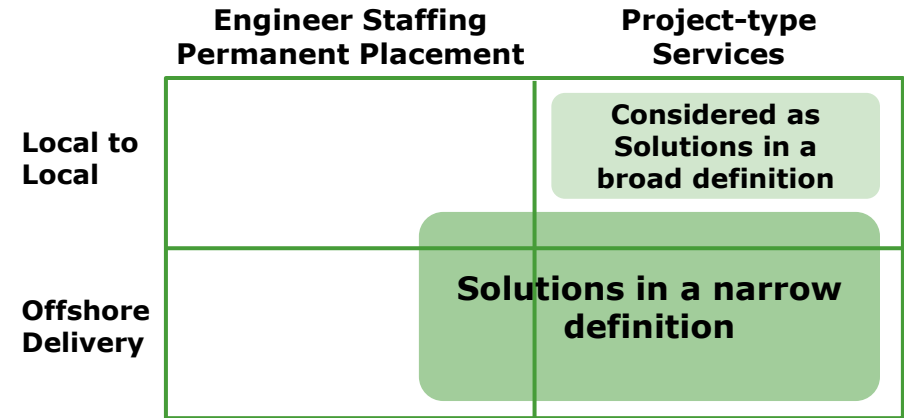 Engineer Staffing
Permanent Placement
Project-type
Services
Local to
Local
Considered as
Solutions in a
broad definition
Offshore
Delivery
Solutions in a narrow
definition